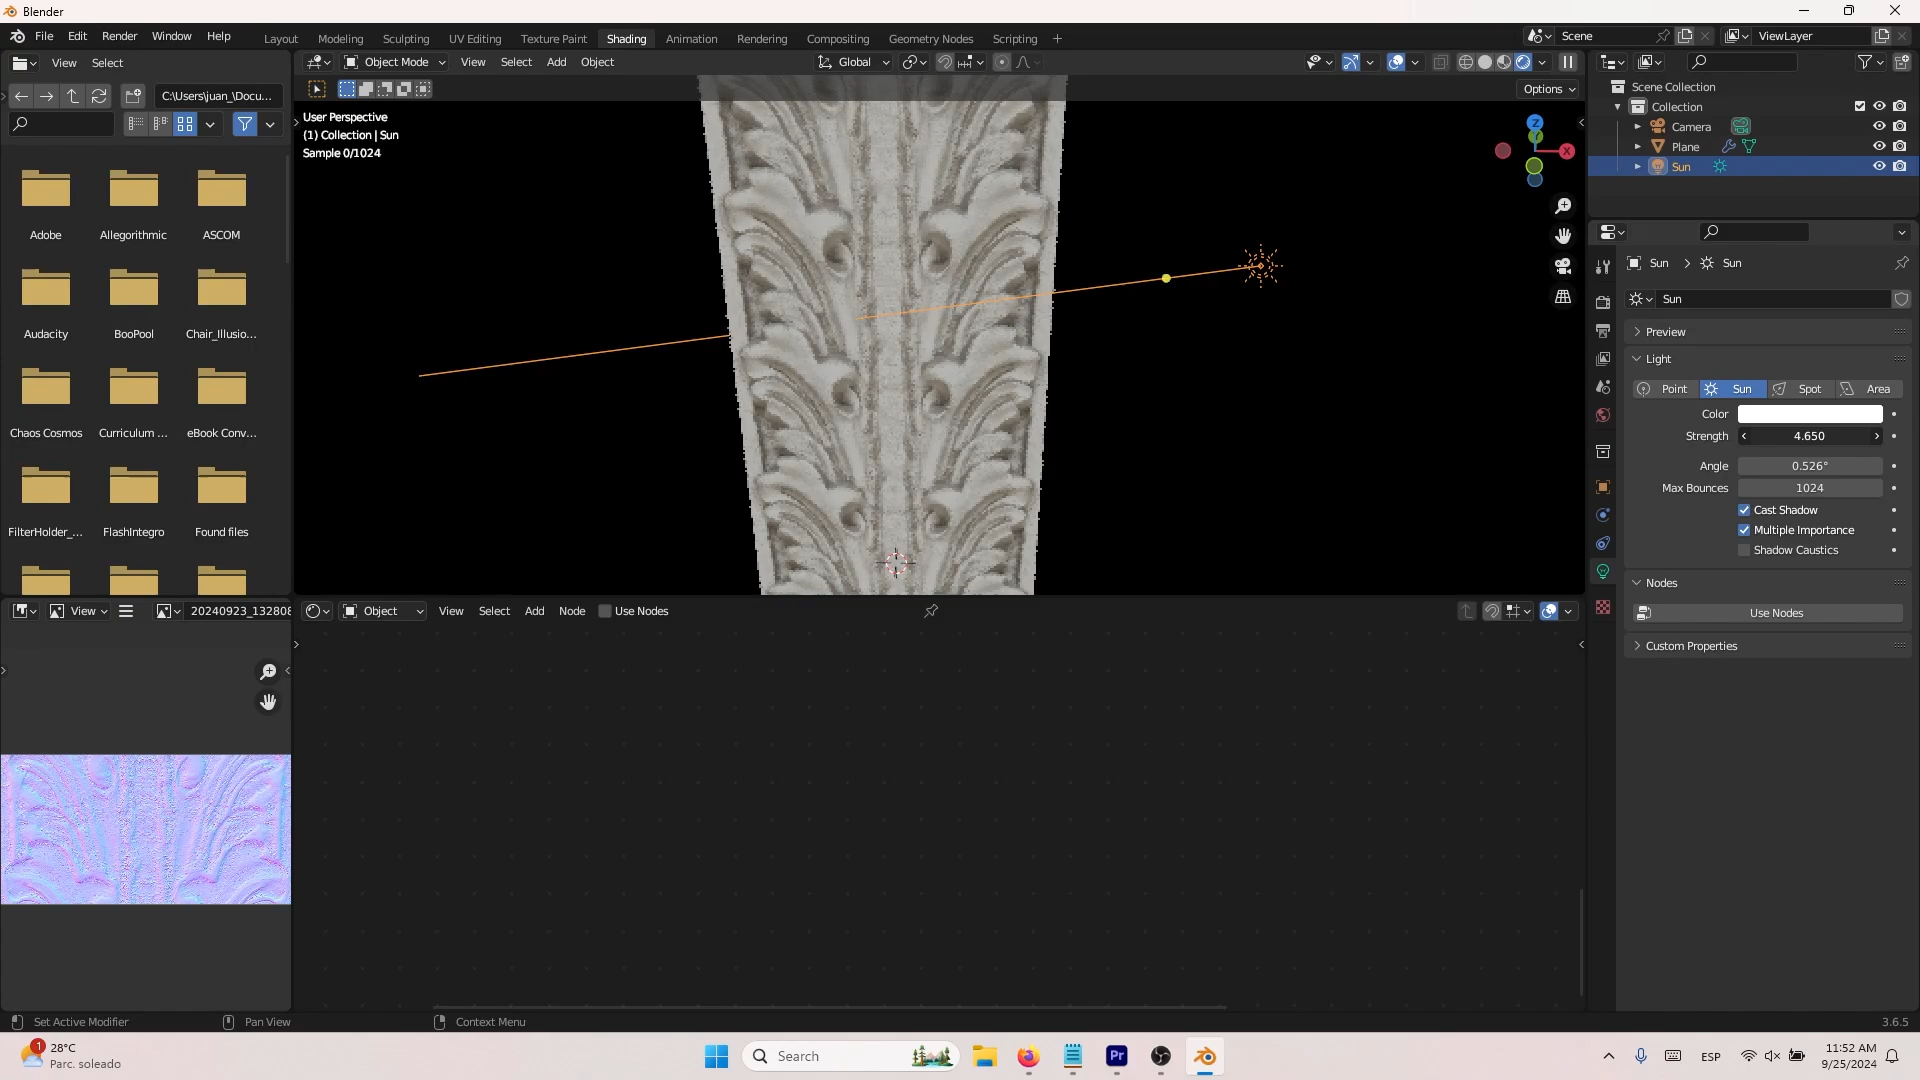 Blender
File Edit Render Window Help
Layout Modeling Sculpting UV Editing Texture Paint Shading Animation Rendering Compositing Geometry Nodes Scripting +
Scene
ViewLayer
View Select
Object Mode View Select Add Object
Global
C:\Users\juan_\Docu...
Options
User Perspective
(1) Collection | Sun
Sample 0/1024
Z
Y
X
Adobe
Allegorithmic
ASCOM
Audacity
BooPool
Chair_Illusio...
Chaos Cosmos
Curriculum ...
eBook Conv...
FilterHolder_...
FlashIntegro
Found files
Scene Collection
Collection
Camera
Plane
Sun
Sun > Sun
Sun
Preview
Light
Point Sun Spot Area
Color
Strength 4.650
Angle 0.526°
Max Bounces 1024
Cast Shadow
Multiple Importance
Shadow Caustics
Nodes
Use Nodes
Custom Properties
View
20240923_132808
Object View Select Add Node Use Nodes
Set Active Modifier
Pan View
Context Menu
3.6.5
1
28°C
Parc. soleado
Search
Pr
ESP
11:52 AM
9/25/2024